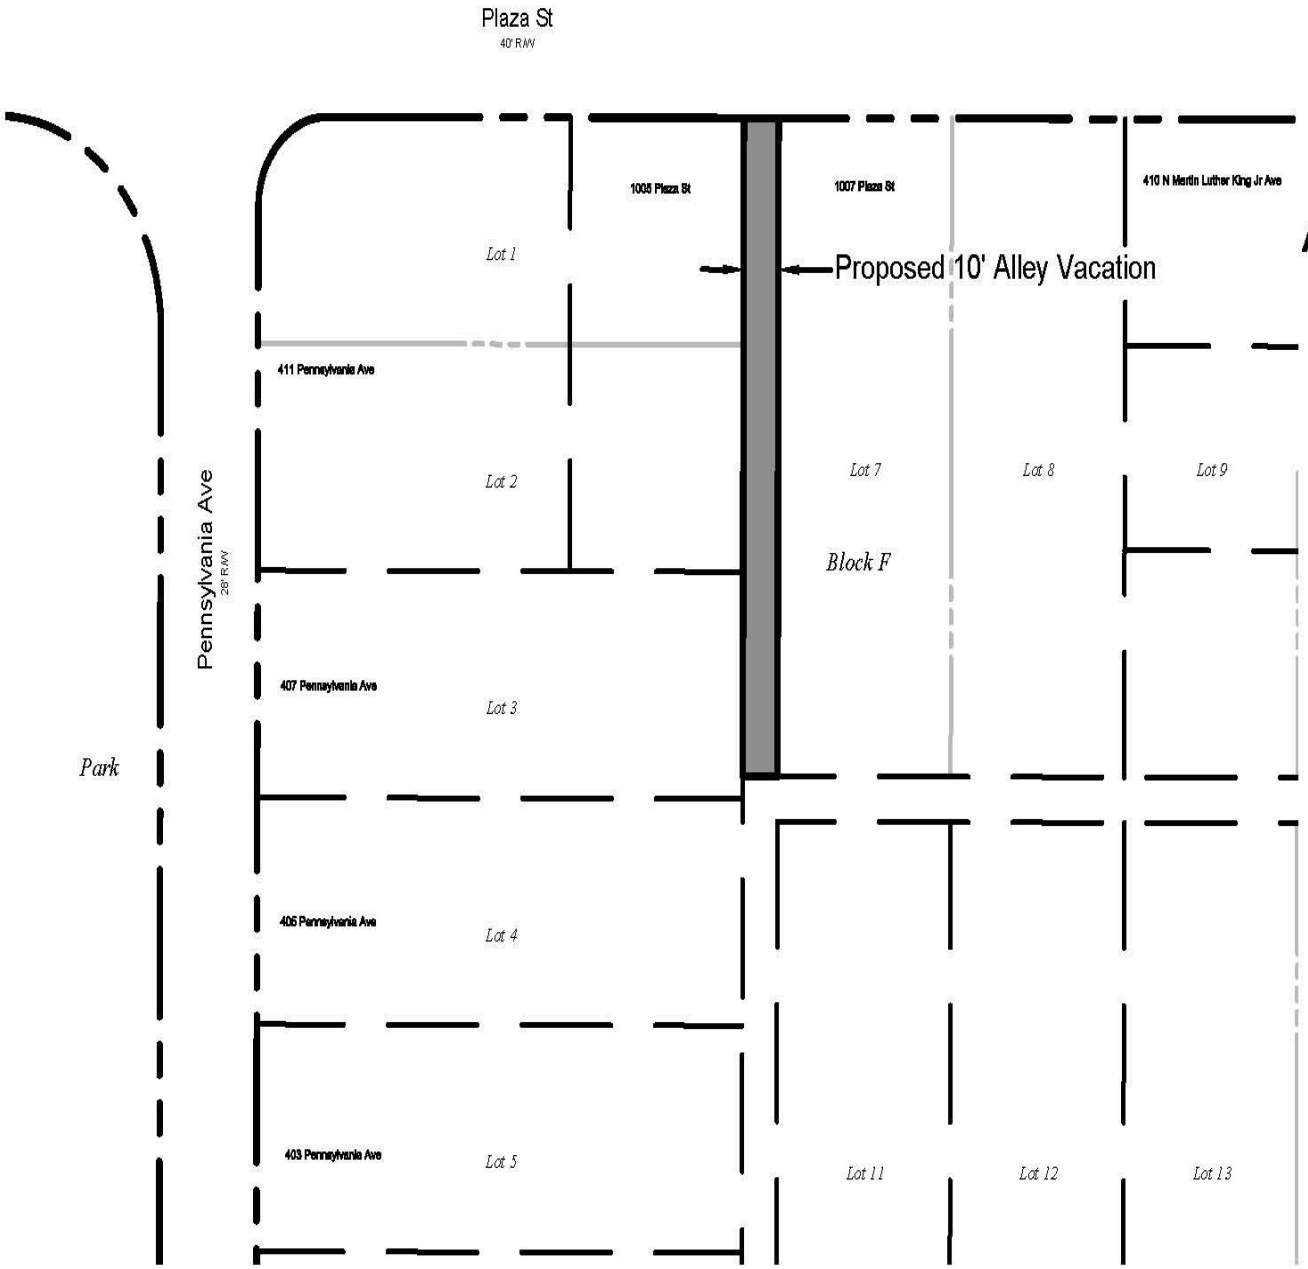 Plaza St
40' R/W
1005 Plaza St
1007 Plaza St
410 N Martin Luther King Jr Ave
Lot 1
Proposed 10' Alley Vacation
411 Pennsylvania Ave
Lot 2
Lot 7
Lot 8
Lot 9
Block F
Pennsylvania Ave
28' R/W
407 Pennsylvania Ave
Lot 3
Park
405 Pennsylvania Ave
Lot 4
403 Pennsylvania Ave
Lot 5
Lot 11
Lot 12
Lot 13